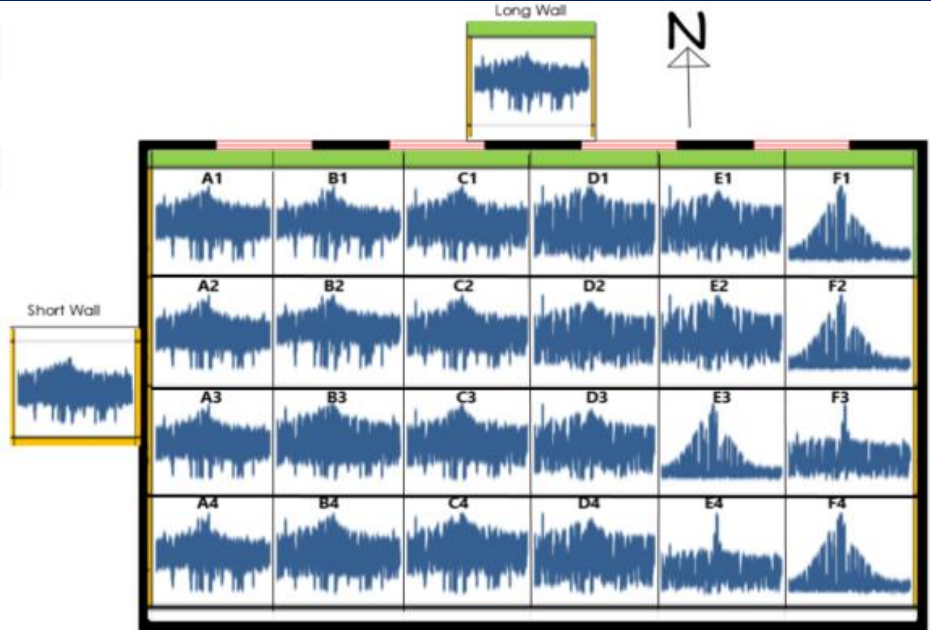 Long Wall
N
A1 B1 C1 D1 E1 F1
A2 B2 C2 D2 E2 F2
Short Wall
A3 B3 C3 D3 E3 F3
A4 B4 C4 D4 E4 F4